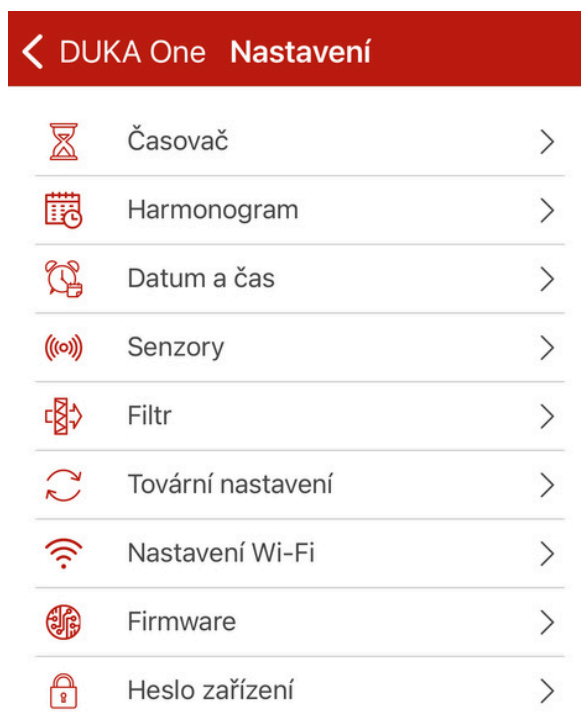 DUKA One Nastavení
Časovač
Harmonogram
Datum a čas
Senzory
Filtr
Tovární nastavení
Nastavení Wi-Fi
Firmware
Heslo zařízení